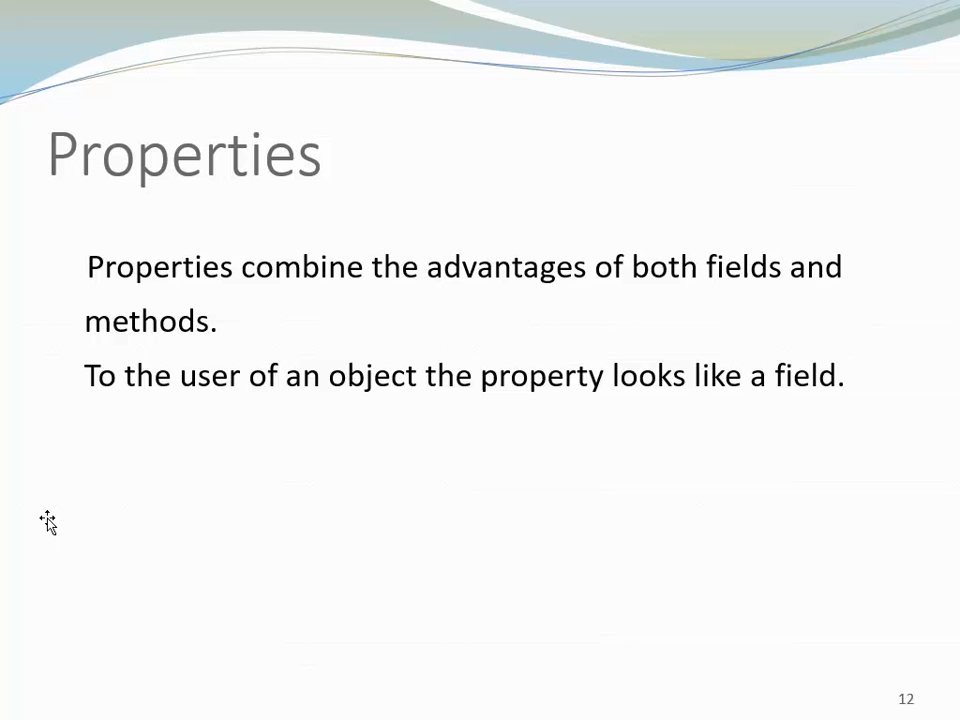 Properties
Properties combine the advantages of both fields and
methods.
To the user of an object the property looks like a field.
12